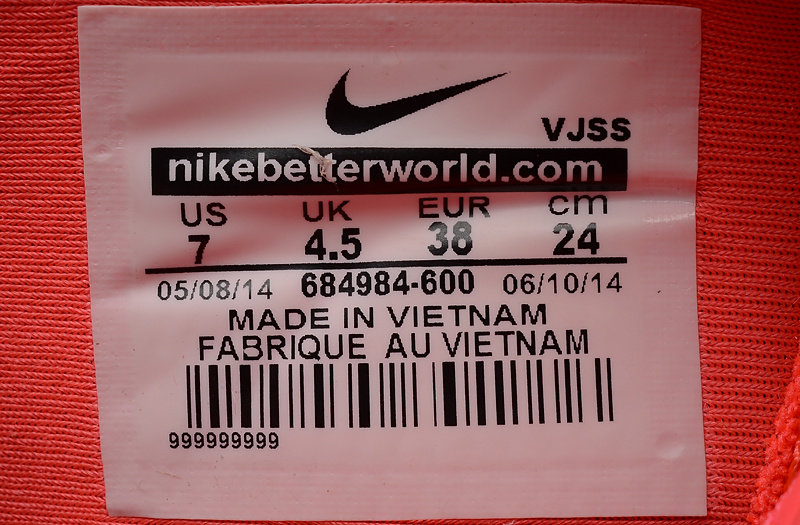 VJSS
nikebetterworld.com
US UK EUR cm
7 4.5 38 24
05/08/14 684984-600 06/10/14
MADE IN VIETNAM
FABRIQUE AU VIETNAM
999999999